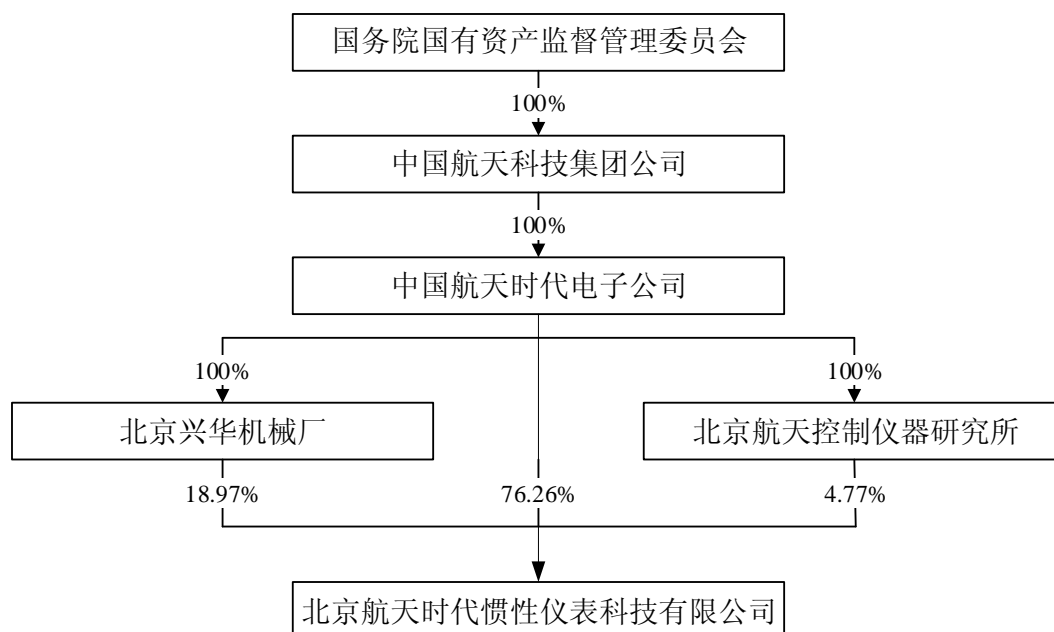 国务院国有资产监督管理委员会
100%
中国航天科技集团公司
100%
中国航天时代电子公司
100%
100%
北京兴华机械厂
北京航天控制仪器研究所
18.97%
76.26%
4.77%
北京航天时代惯性仪表科技有限公司